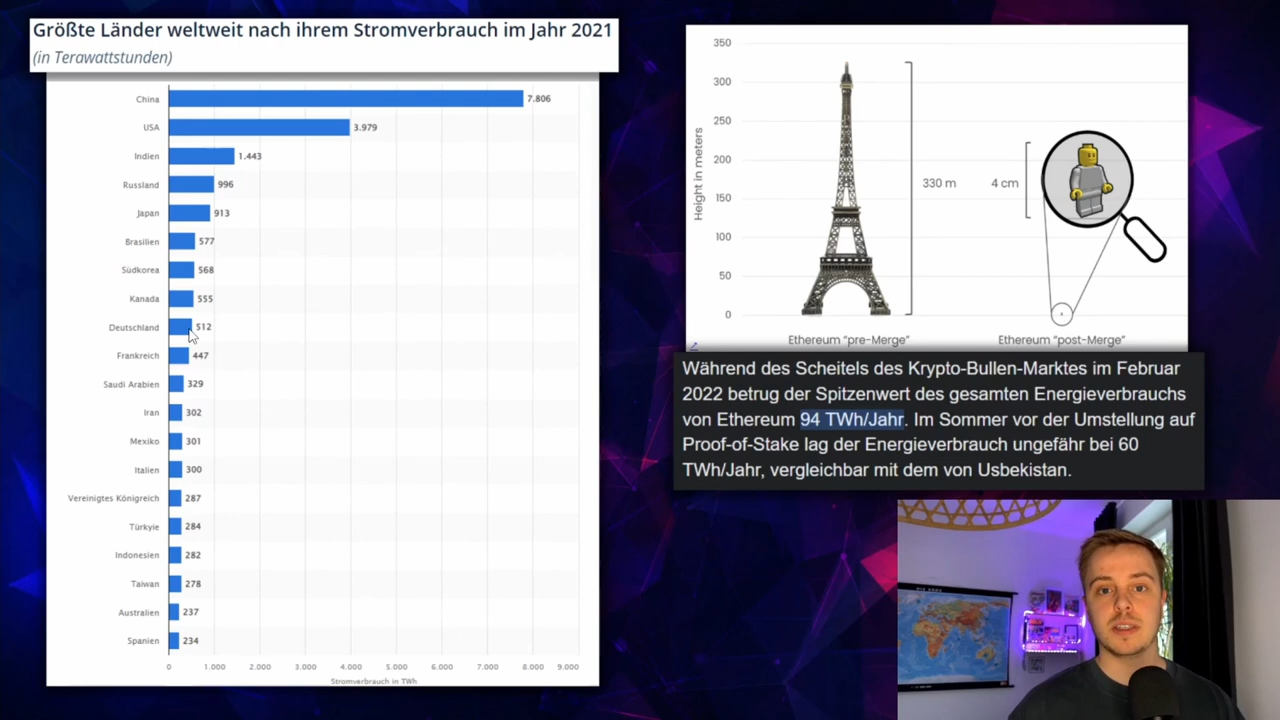 Größte Länder weltweit nach ihrem Stromverbrauch im Jahr 2021
(in Terawattstunden)
China 7.806
USA 3.979
Indien 1.443
Russland 996
Japan 913
Brasilien 577
Südkorea 568
Kanada 555
Deutschland 512
Frankreich 447
Saudi Arabien 329
Iran 302
Mexiko 301
Italien 300
Vereinigtes Königreich 287
Türkyie 284
Indonesien 282
Taiwan 278
Australien 237
Spanien 234
0 1.000 2.000 3.000 4.000 5.000 6.000 7.000 8.000 9.000
Stromverbrauch in TWh
Height in meters
350
300
250
200
150
100
50
0
330 m
4 cm
Ethereum “pre-Merge”
Ethereum “post-Merge”
Während des Scheitels des Krypto-Bullen-Marktes im Februar
2022 betrug der Spitzenwert des gesamten Energieverbrauchs
von Ethereum 94 TWh/Jahr. Im Sommer vor der Umstellung auf
Proof-of-Stake lag der Energieverbrauch ungefähr bei 60
TWh/Jahr, vergleichbar mit dem von Usbekistan.